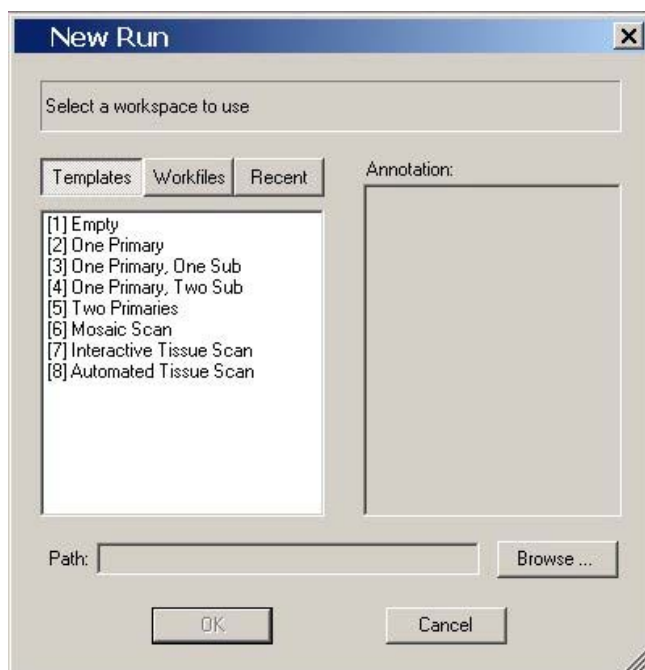 New Run
Select a workspace to use
Templates Workfiles Recent
Annotation:
[1] Empty
[2] One Primary
[3] One Primary, One Sub
[4] One Primary, Two Sub
[5] Two Primaries
[6] Mosaic Scan
[7] Interactive Tissue Scan
[8] Automated Tissue Scan
Path:
Browse ...
OK
Cancel